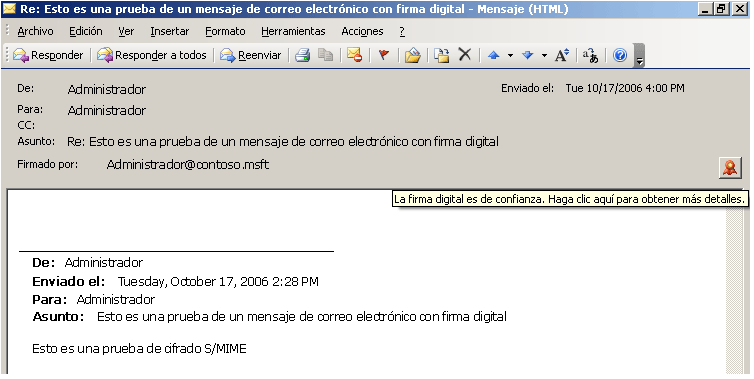 Re: Esto es una prueba de un mensaje de correo electrónico con firma digital - Mensaje (HTML)
Archivo Edición Ver Insertar Formato Herramientas Acciones ?
Responder Responder a todos Reenviar
De: Administrador Enviado el: Tue 10/17/2006 4:00 PM
Para: Administrador
CC:
Asunto: Re: Esto es una prueba de un mensaje de correo electrónico con firma digital
Firmado por: Administrador@contoso.msft
La firma digital es de confianza. Haga clic aquí para obtener más detalles.
De: Administrador
Enviado el: Tuesday, October 17, 2006 2:28 PM
Para: Administrador
Asunto: Esto es una prueba de un mensaje de correo electrónico con firma digital
Esto es una prueba de cifrado S/MIME